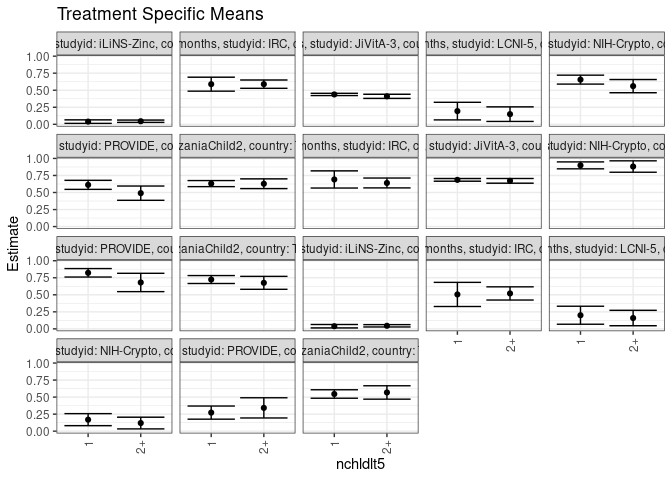 Treatment Specific Means
studyid: iLiNS-Zinc, co
months, studyid: IRC, c
s, studyid: JiVitA-3, cou
nths, studyid: LCNI-5, c
studyid: NIH-Crypto, co
1.00
0.75
0.50
0.25
0.00
studyid: PROVIDE, co
zaniaChild2, country: T
months, studyid: IRC, c
studyid: JiVitA-3, coun
studyid: NIH-Crypto, co
1.00
0.75
0.50
0.25
0.00
studyid: PROVIDE, cou
zaniaChild2, country: T
studyid: iLiNS-Zinc, co
months, studyid: IRC, c
nths, studyid: LCNI-5, c
1.00
0.75
0.50
0.25
0.00
1
2+
1
2+
studyid: NIH-Crypto, co
studyid: PROVIDE, co
zaniaChild2, country: T
1.00
0.75
0.50
0.25
0.00
1
2+
1
2+
1
2+
Estimate
nchldlt5